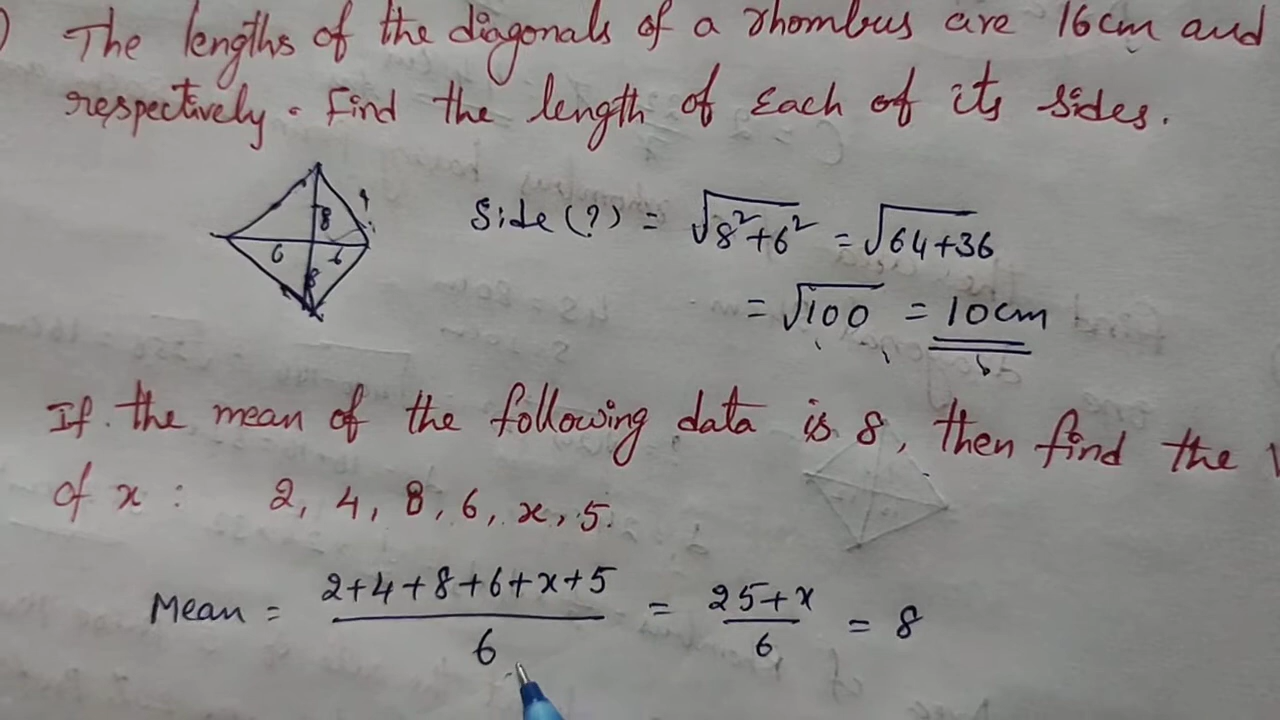 ) The lengths of the diagonals of a rhombus are 16cm and
respectively. Find the length of Each of its sides.
8
6 6
8
Side (?) = √8²+6² = √64+36
= √100 = 10cm
If the mean of the following data is 8, then find the
of x : 2, 4, 8, 6, x, 5.
Mean = 2+4+8+6+x+5 / 6 = 25+x / 6 = 8